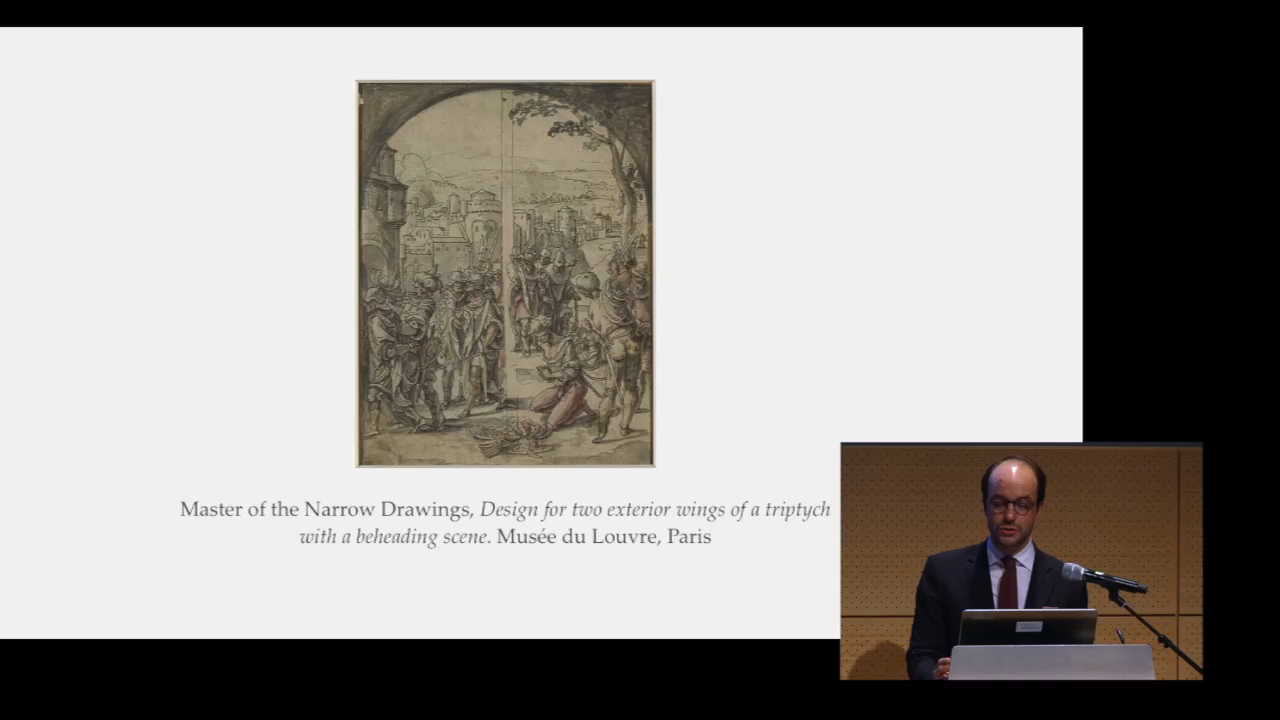 Master of the Narrow Drawings, Design for two exterior wings of a triptych
with a beheading scene. Musée du Louvre, Paris